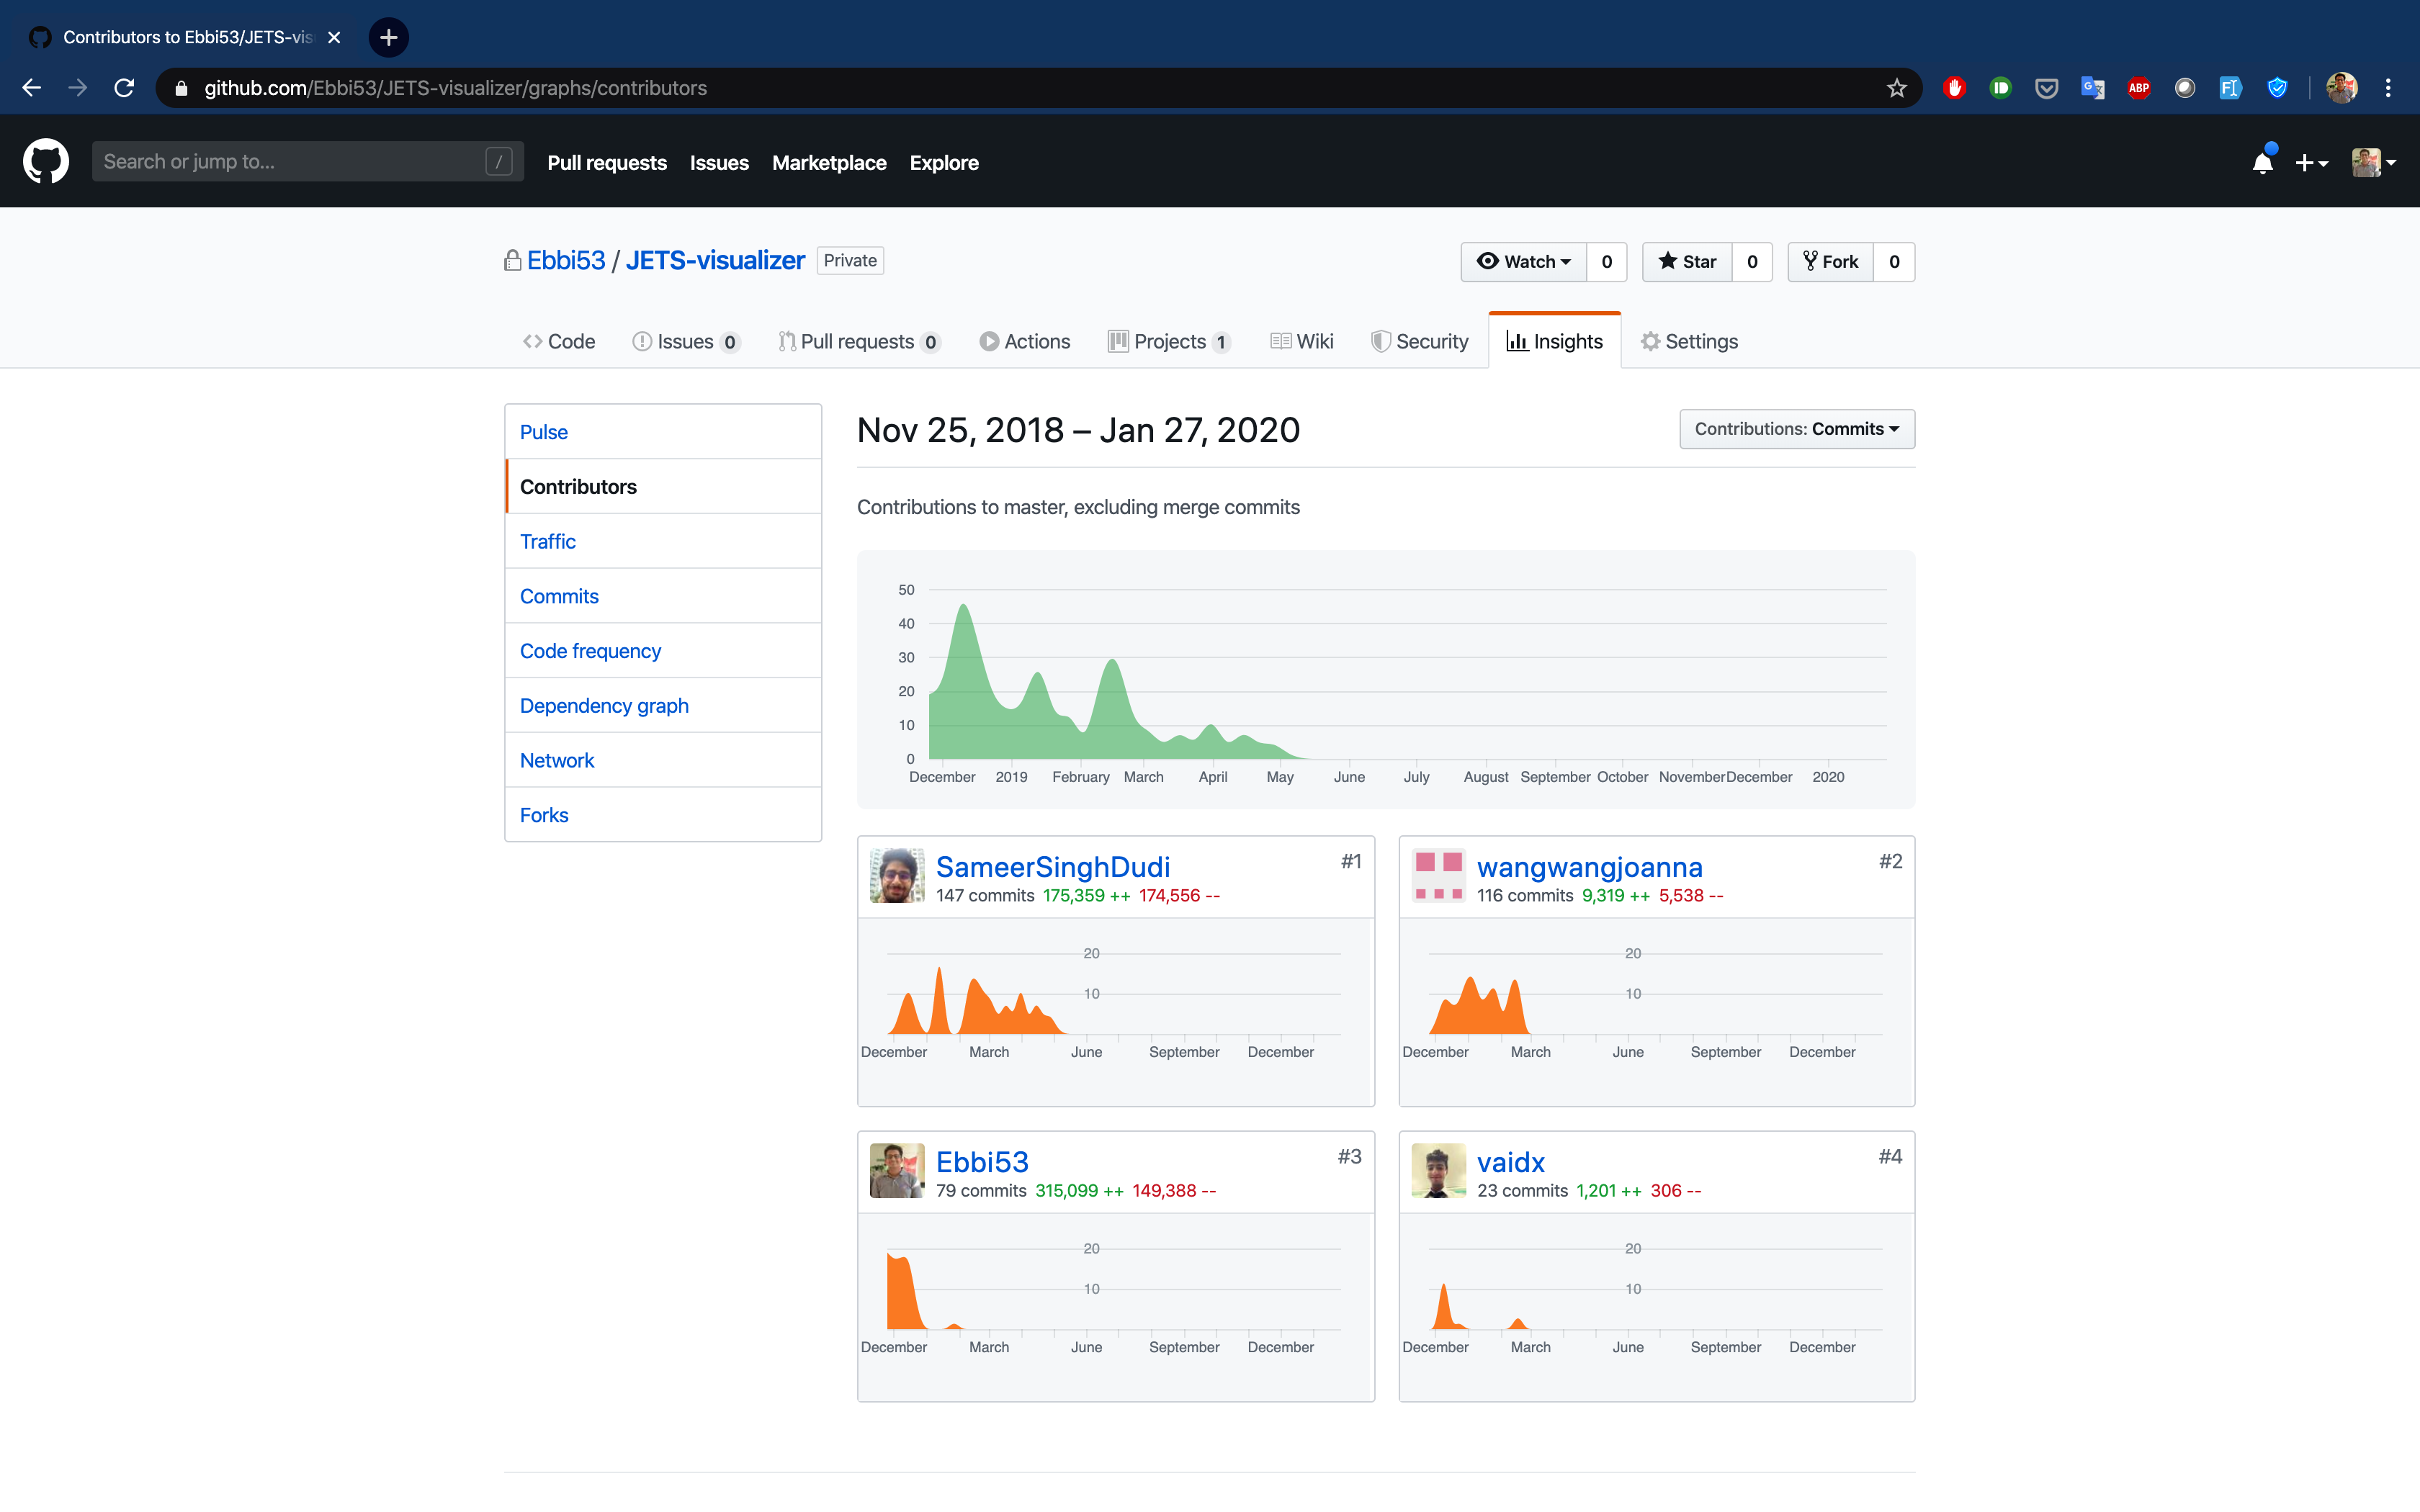 Contributors to Ebbi53/JETS-vis
github.com/Ebbi53/JETS-visualizer/graphs/contributors
ABP
Search or jump to... /
Pull requests Issues Marketplace Explore
Ebbi53 / JETS-visualizer Private
Watch 0 Star 0 Fork 0
Code Issues 0 Pull requests 0 Actions Projects 1 Wiki Security Insights Settings
Pulse
Contributors
Traffic
Commits
Code frequency
Dependency graph
Network
Forks
Nov 25, 2018 – Jan 27, 2020
Contributions: Commits
Contributions to master, excluding merge commits
50
40
30
20
10
0
December 2019 February March April May June July August September October November December 2020
SameerSinghDudi #1
147 commits 175,359 ++ 174,556 --
20
10
December March June September December
wangwangjoanna #2
116 commits 9,319 ++ 5,538 --
20
10
December March June September December
Ebbi53 #3
79 commits 315,099 ++ 149,388 --
20
10
December March June September December
vaidx #4
23 commits 1,201 ++ 306 --
20
10
December March June September December